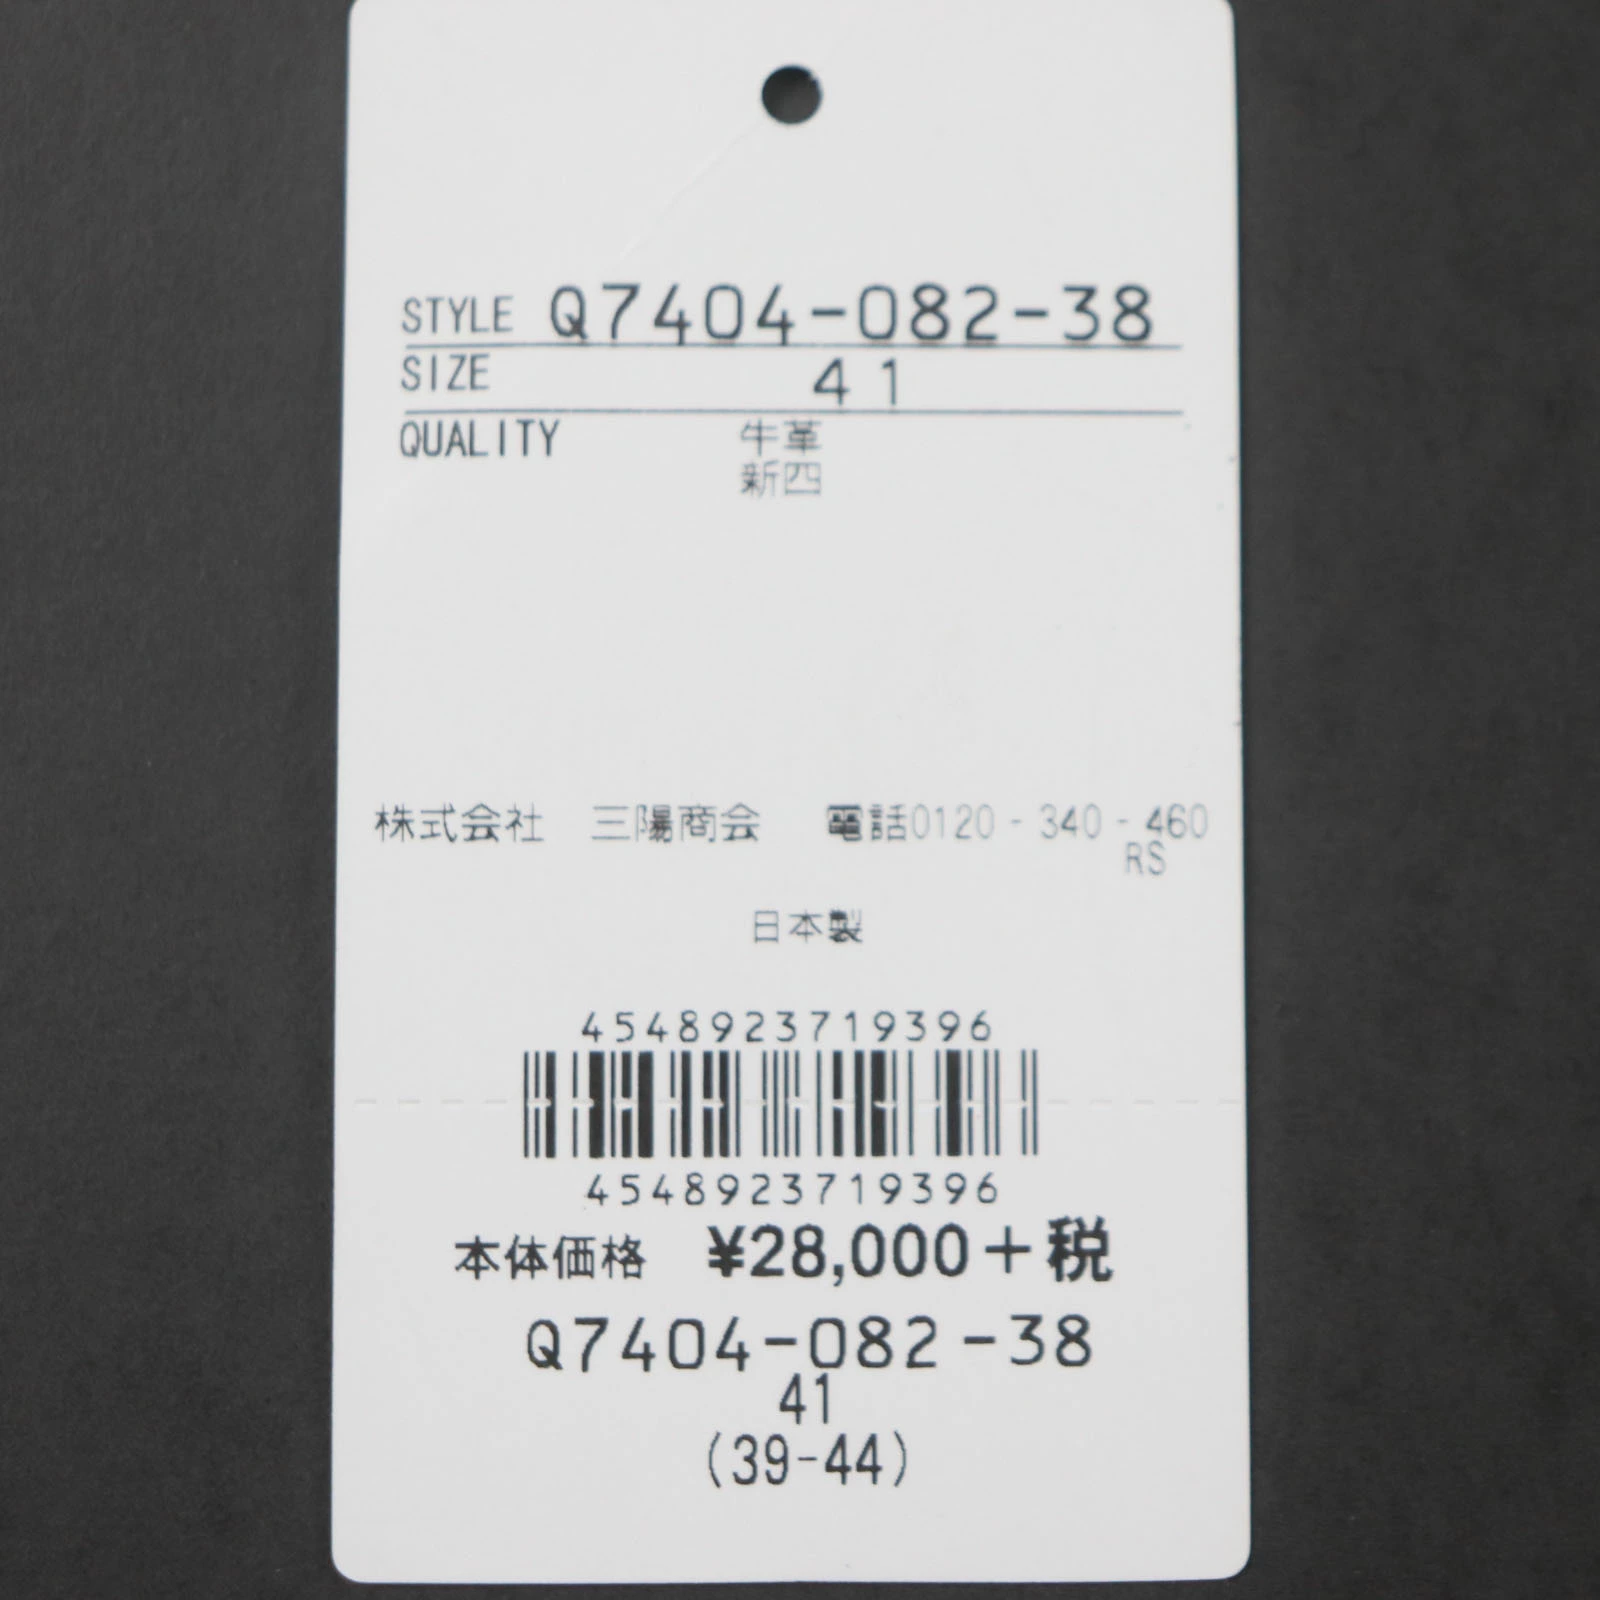 STYLE Q7404-082-38
SIZE 41
QUALITY 牛革
新四
株式会社 三陽商会 電話0120-340-460
RS
日本製
4548923719396
4548923719396
本体価格 ¥28,000+税
Q7404-082-38
41
(39-44)